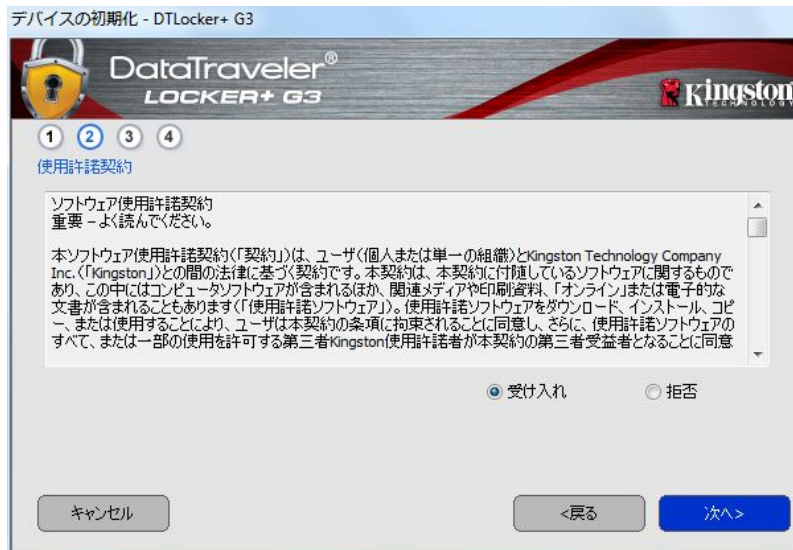 デバイスの初期化 - DTLocker+ G3
DataTraveler®
LOCKER+ G3
Kingston
TECHNOLOGY
1 2 3 4
使用許諾契約
ソフトウェア使用許諾契約
重要 – よく読んでください。
本ソフトウェア使用許諾契約(「契約」)は、ユーザ(個人または単一の組織)とKingston Technology Company
Inc.(「Kingston」)との間の法律に基づく契約です。本契約は、本契約に付随しているソフトウェアに関するもので
あり、この中にはコンピュータソフトウェアが含まれるほか、関連メディアや印刷資料、「オンライン」または電子的な
文書が含まれることもあります(「使用許諾ソフトウェア」)。使用許諾ソフトウェアをダウンロード、インストール、コピ
ー、または使用することにより、ユーザは本契約の条項に拘束されることに同意し、さらに、使用許諾ソフトウェアの
すべて、または一部の使用を許可する第三者Kingston使用許諾者が本契約の第三者受益者となることに同意
受け入れ 拒否
キャンセル <戻る 次へ>